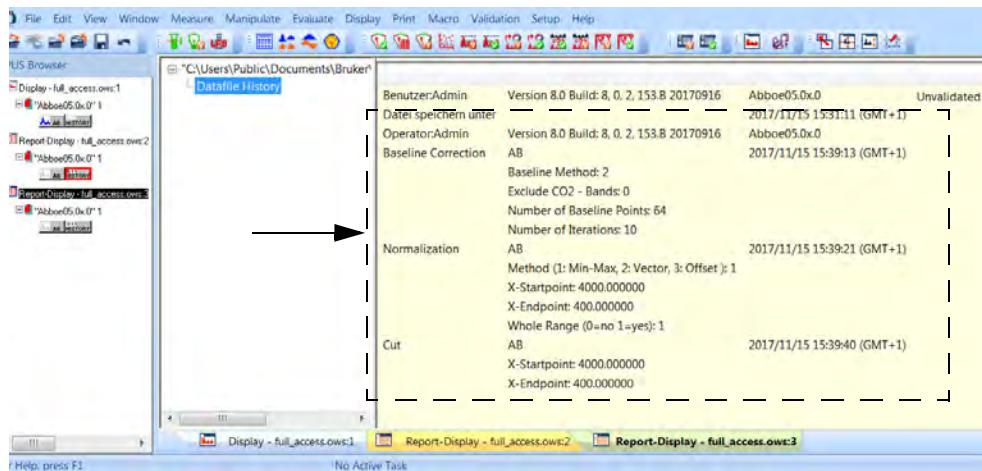 File Edit View Window Measure Manipulate Evaluate Display Print Macro Validation Setup Help
US Browser
Display - full_access.ows:1
"Abboe05.0x.0" 1
AB HISTORY
Report-Display - full_access.ows:2
"Abboe05.0x.0" 1
AB HISTORY
Report-Display - full_access.ows:3
"Abboe05.0x.0" 1
AB HISTORY
"C:\Users\Public\Documents\Bruker\
Datafile History
Benutzer:Admin Version 8.0 Build: 8, 0, 2, 153.B 20170916 Abboe05.0x.0 Unvalidated
Datei speichern unter 2017/11/15 15:31:11 (GMT+1)
Operator:Admin Version 8.0 Build: 8, 0, 2, 153.B 20170916 Abboe05.0x.0
Baseline Correction AB 2017/11/15 15:39:13 (GMT+1)
Baseline Method: 2
Exclude CO2 - Bands: 0
Number of Baseline Points: 64
Number of Iterations: 10
Normalization AB 2017/11/15 15:39:21 (GMT+1)
Method (1: Min-Max, 2: Vector, 3: Offset ): 1
X-Startpoint: 4000.000000
X-Endpoint: 400.000000
Whole Range (0=no 1=yes): 1
Cut AB 2017/11/15 15:39:40 (GMT+1)
X-Startpoint: 4000.000000
X-Endpoint: 400.000000
Display - full_access.ows:1 Report-Display - full_access.ows:2 Report-Display - full_access.ows:3
r Help, press F1 No Active Task